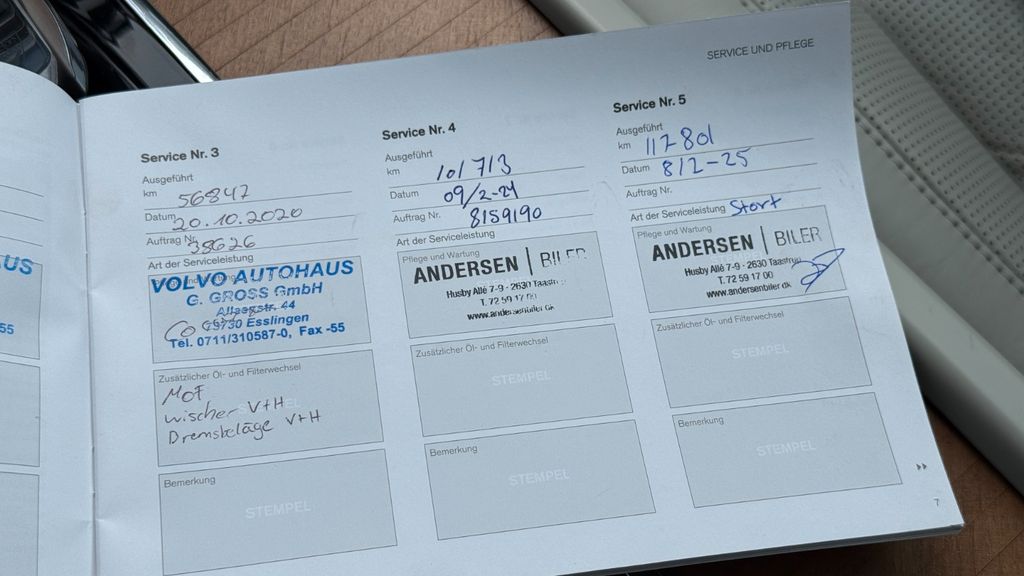 SERVICE UND PFLEGE
Service Nr. 3
Ausgeführt
km 56847
Datum 20.10.2020
Auftrag Nr. 38626
Art der Serviceleistung
VOLVO AUTOHAUS
G. GROSS GmbH
73730 Esslingen
Tel. 0711/310587-0, Fax -55
Zusätzlicher Öl- und Filterwechsel
MOF
wischer V+H
Bremsbeläge V+H
Bemerkung
STEMPEL
Service Nr. 4
Ausgeführt
km 101713
Datum 09/2-24
Auftrag Nr. 8159190
Art der Serviceleistung
Pflege und Wartung
ANDERSEN | BILER
Husby Allé 7-9 - 2630 Taastrup
T. 72 59 17 00
www.andersenbiler.dk
Zusätzlicher Öl- und Filterwechsel
STEMPEL
Bemerkung
STEMPEL
Service Nr. 5
Ausgeführt
km 117801
Datum 8/2-25
Auftrag Nr.
Art der Serviceleistung Stort
Pflege und Wartung
ANDERSEN | BILER
Husby Allé 7-9 - 2630 Taastrup
T. 72 59 17 00
www.andersenbiler.dk
Zusätzlicher Öl- und Filterwechsel
STEMPEL
Bemerkung
STEMPEL
7
US
55